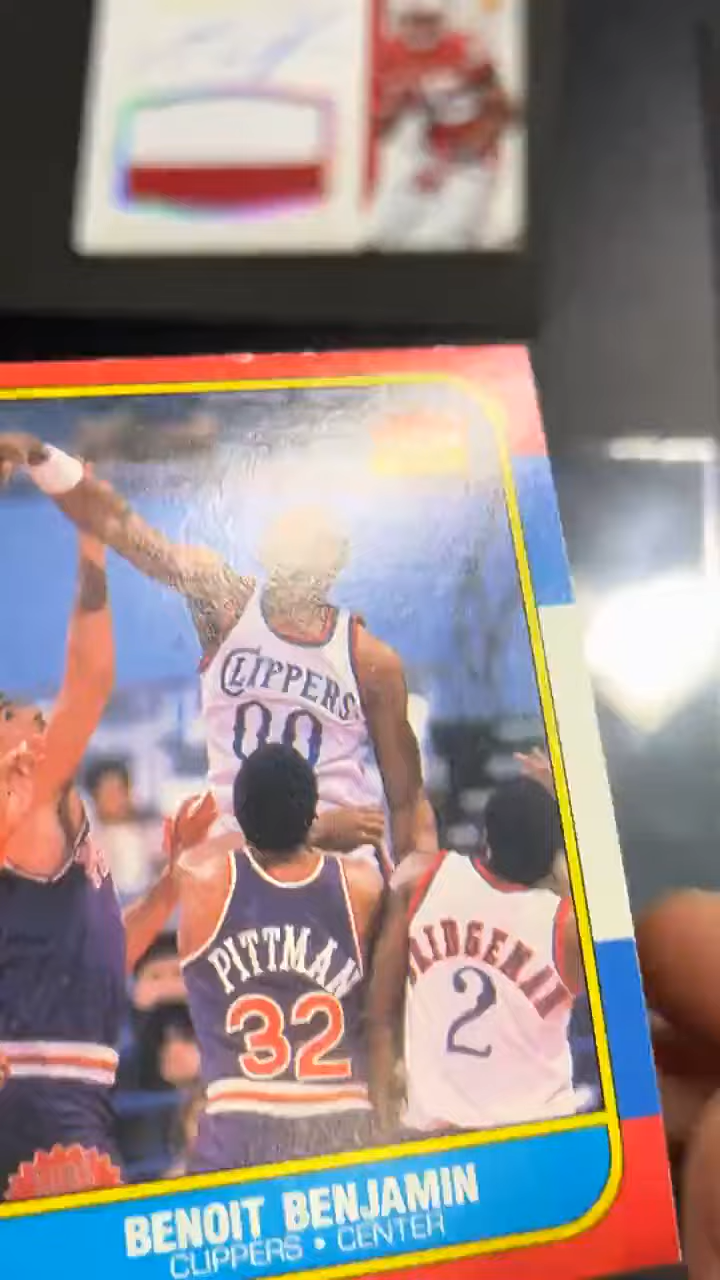 CLIPPERS
00
PITTMAN
32
BRIDGEMAN
2
BENOIT BENJAMIN
CLIPPERS • CENTER